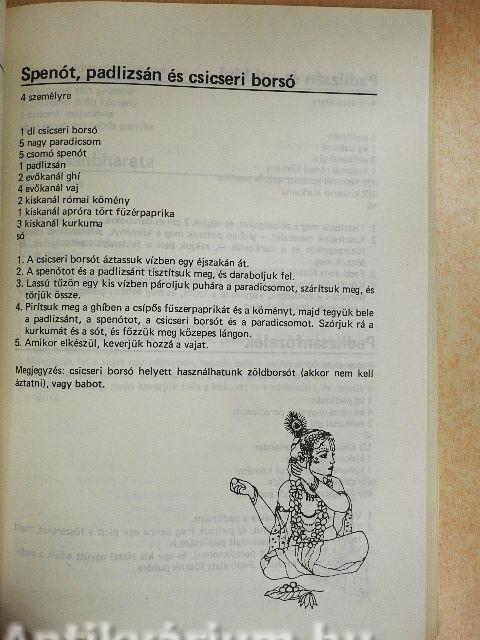 Spenót, padlizsán és csicseri borsó
4 személyre
1 dl csicseri borsó
5 nagy paradicsom
5 csomó spenót
1 padlizsán
2 evőkanál ghí
4 evőkanál vaj
2 kiskanál római kömény
1 kiskanál apróra tört füzérpaprika
3 kiskanál kurkuma
só
1. A csicseri borsót áztassuk vízben egy éjszakán át.
2. A spenótot és a padlizsánt tisztítsuk meg, és daraboljuk fel.
3. Lassú tűzön egy kis vízben pároljuk puhára a paradicsomot, szárítsuk meg, és
törjük össze.
4. Pirítsuk meg a ghíben a csípős fűszerpaprikát és a köményt, majd tegyük bele
a padlizsánt, a spenótot, a csicseri borsót és a paradicsomot. Szórjuk rá a
kurkumát és a sót, és főzzük meg közepes lángon.
5. Amikor elkészül, keverjük hozzá a vajat.
Megjegyzés: csicseri borsó helyett használhatunk zöldborsót (akkor nem kell
áztatni), vagy babot.
Antikvárium.hu